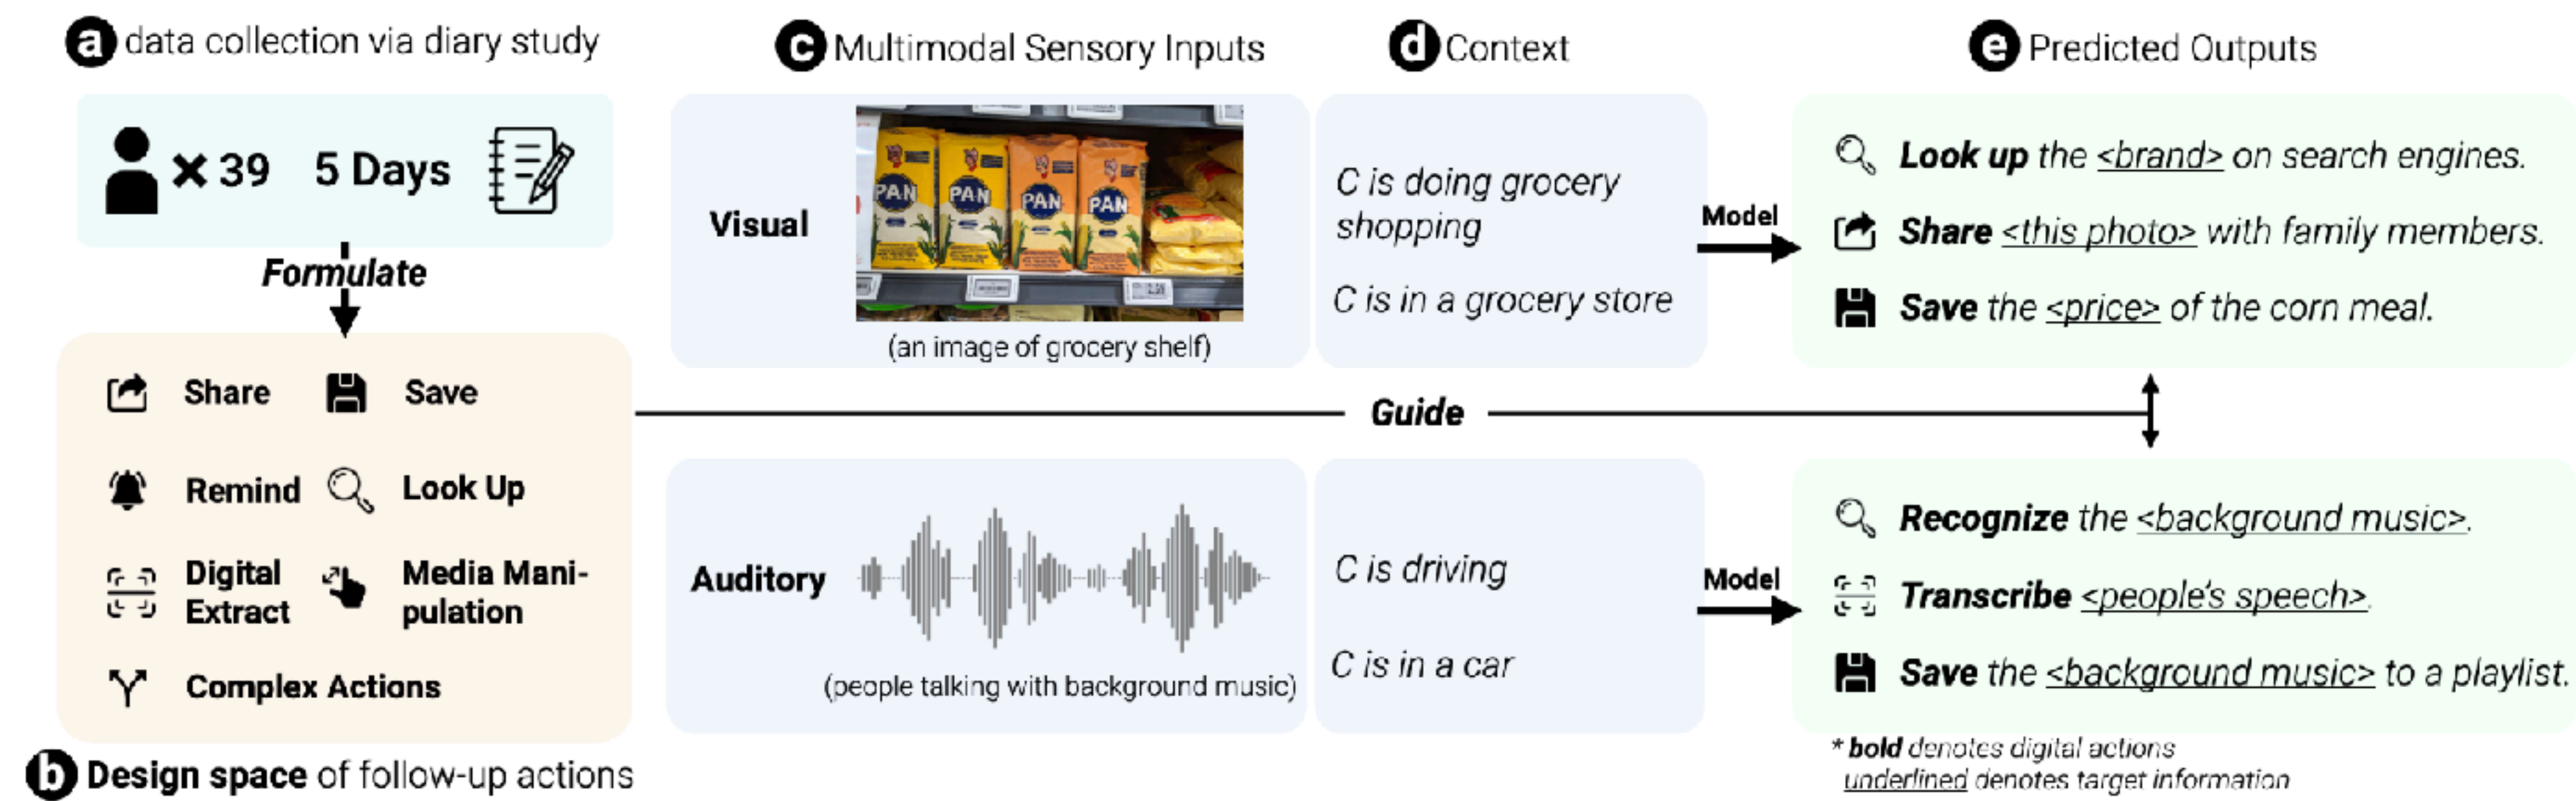 a data collection via diary study
× 39 5 Days
Formulate
Share Save
Remind Look Up
Digital Extract
Media Mani-
pulation
Complex Actions
b Design space of follow-up actions
c Multimodal Sensory Inputs
Visual
PAN PAN PAN PAN
(an image of grocery shelf)
Auditory
(people talking with background music)
d Context
C is doing grocery
shopping
C is in a grocery store
C is driving
C is in a car
Model
Model
Guide
e Predicted Outputs
Look up the <brand> on search engines.
Share <this photo> with family members.
Save the <price> of the corn meal.
Recognize the <background music>.
Transcribe <people's speech>.
Save the <background music> to a playlist.
* bold denotes digital actions
underlined denotes target information